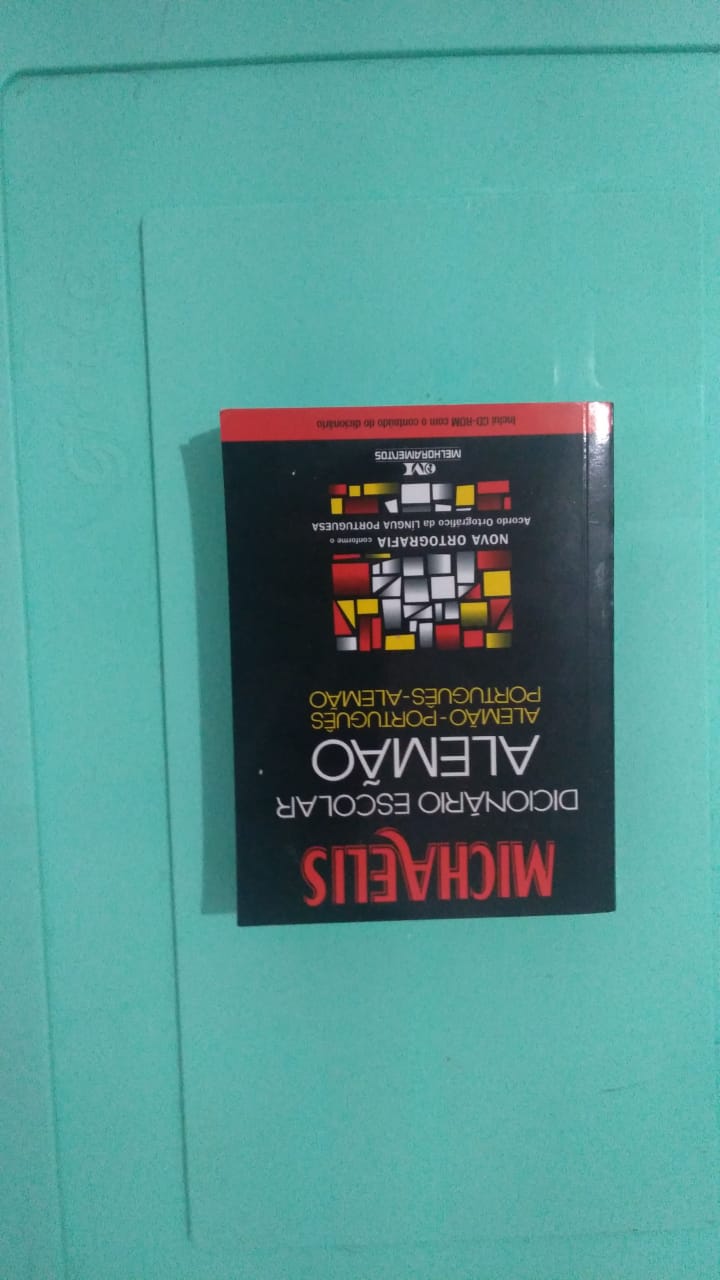 MICHAELIS
DICIONÁRIO ESCOLAR
ALEMÃO
ALEMÃO-PORTUGUÊS
PORTUGUÊS-ALEMÃO
NOVA ORTOGRAFIA conforme o
Acordo Ortográfico da LÍNGUA PORTUGUESA
M
MELHORAMENTOS
Inclui CD-ROM com o conteúdo do dicionário